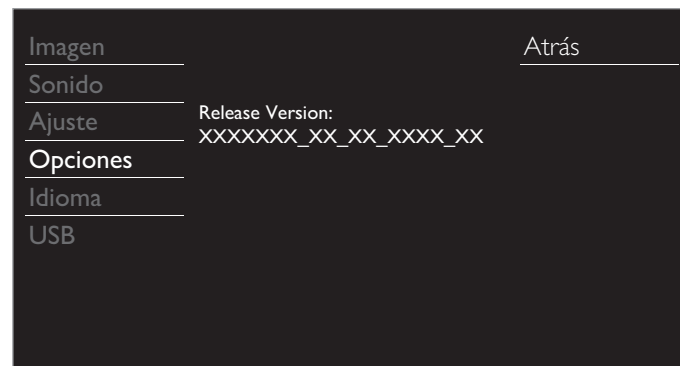 Imagen
Sonido
Ajuste
Opciones
Idioma
USB
Release Version:
XXXXXXX_XX_XX_XXXX_XX
Atrás